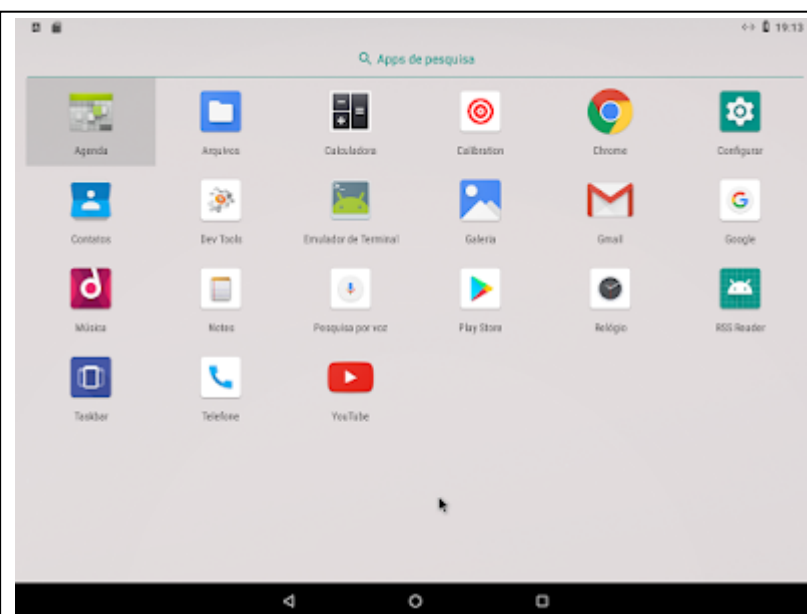 19:13
Apps de pesquisa
Agenda Arquivos Calculadora Calibration Chrome Configurar
Contatos Dev Tools Emulador de Terminal Galeria Gmail Google
Música Notes Pesquisa por voz Play Store Relógio RSS Reader
Taskbar Telefone YouTube